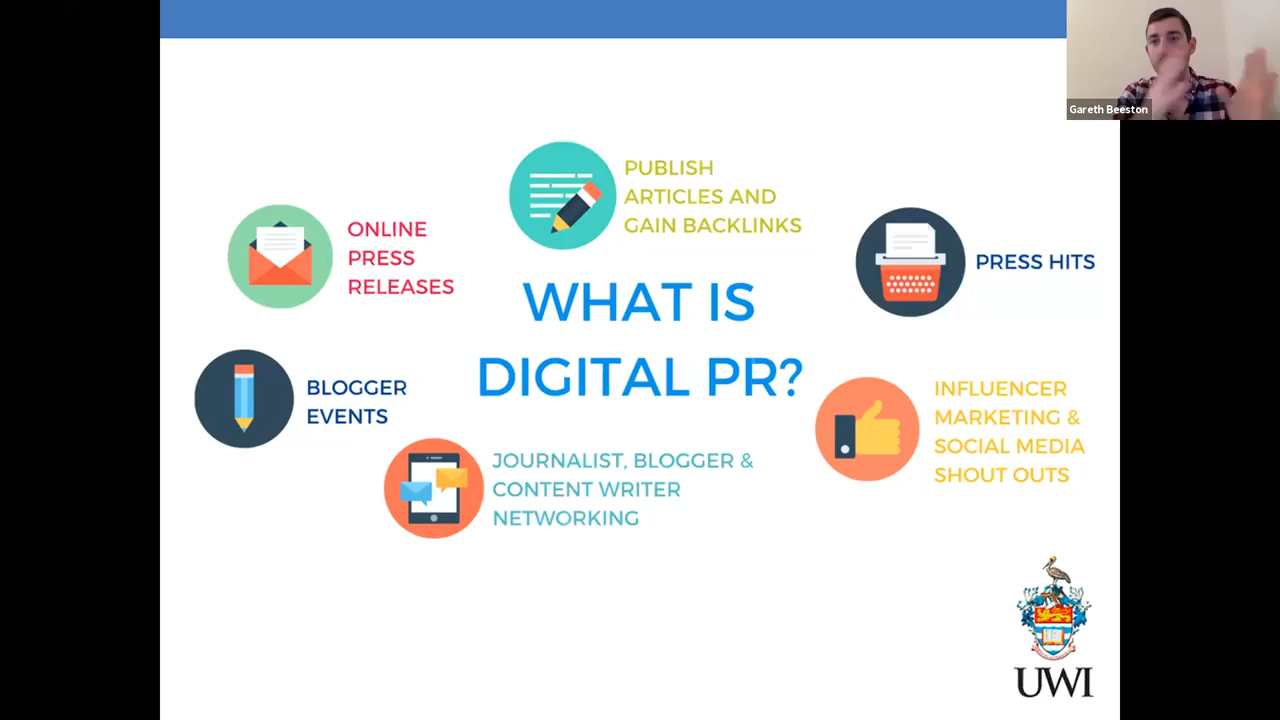 Gareth Beeston
PUBLISH
ARTICLES AND
GAIN BACKLINKS
ONLINE
PRESS
RELEASES
PRESS HITS
WHAT IS
DIGITAL PR?
BLOGGER
EVENTS
INFLUENCER
MARKETING &
SOCIAL MEDIA
SHOUT OUTS
JOURNALIST, BLOGGER &
CONTENT WRITER
NETWORKING
UWI